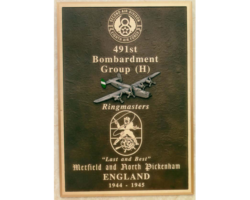 491st
Bombardment
Group (H)
Ringmasters
"Last and Best"
Metfield and North Pickenham
ENGLAND
1944 - 1945